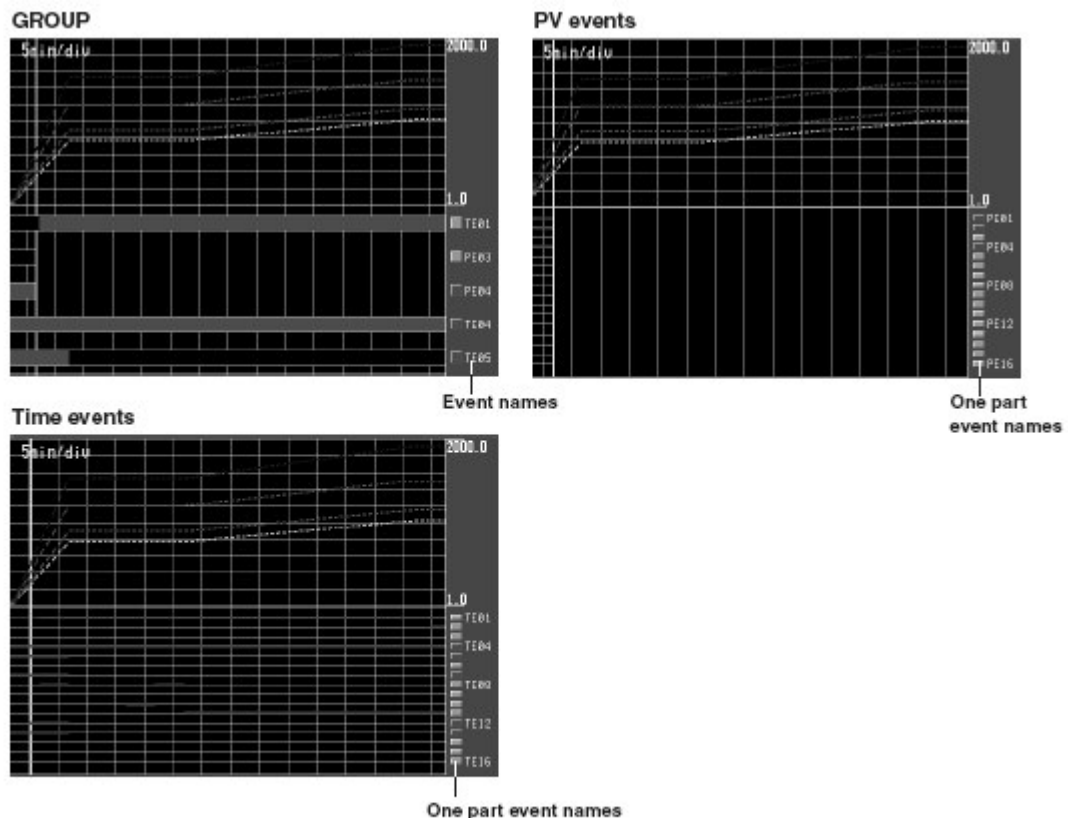 GROUP
5min/div
2000.0
1.0
TE01
PE03
PE04
TE04
TE05
Event names
PV events
5min/div
2000.0
1.0
PE01
PE04
PE08
PE12
PE16
One part
event names
Time events
5min/div
2000.0
1.0
TE01
TE04
TE08
TE12
TE16
One part event names